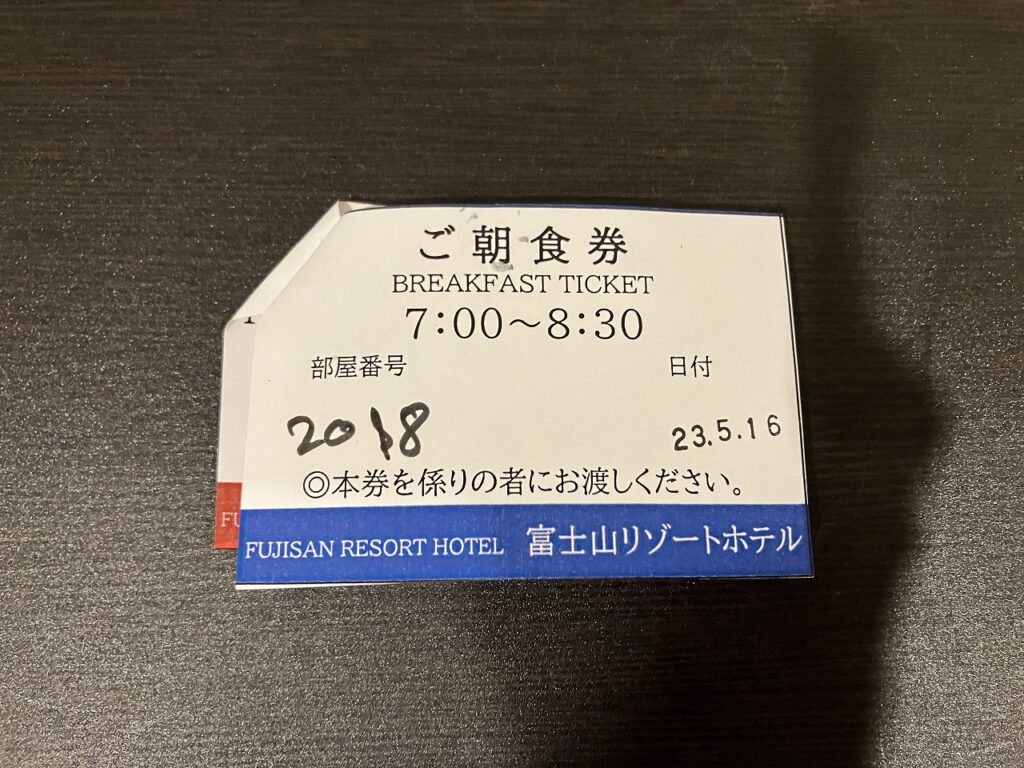 ご朝食券
BREAKFAST TICKET
7:00～8:30
部屋番号 日付
2018 23.5.16
◎本券を係りの者にお渡しください。
FUJISAN RESORT HOTEL 富士山リゾートホテル
FU